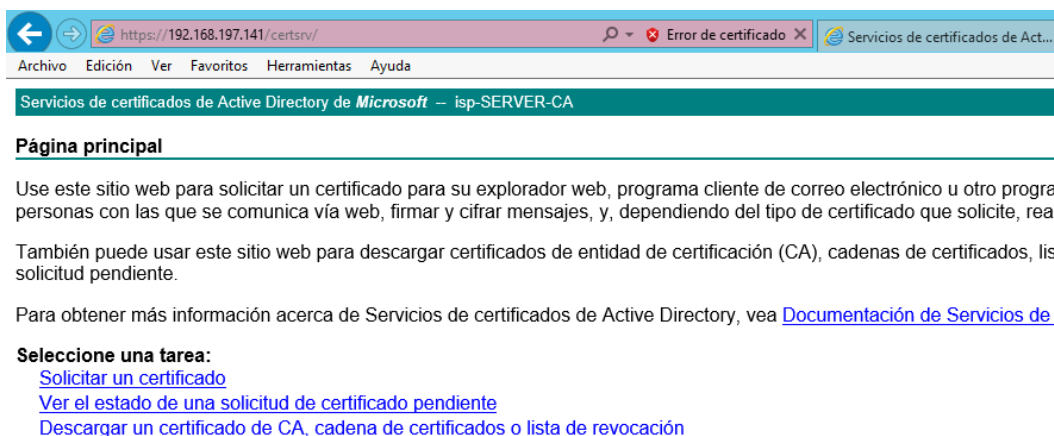 https://192.168.197.141/certsrv/ Error de certificado Servicios de certificados de Act...
Archivo Edición Ver Favoritos Herramientas Ayuda
Servicios de certificados de Active Directory de Microsoft -- isp-SERVER-CA
Página principal
Use este sitio web para solicitar un certificado para su explorador web, programa cliente de correo electrónico u otro progra
personas con las que se comunica vía web, firmar y cifrar mensajes, y, dependiendo del tipo de certificado que solicite, rea
También puede usar este sitio web para descargar certificados de entidad de certificación (CA), cadenas de certificados, lis
solicitud pendiente.
Para obtener más información acerca de Servicios de certificados de Active Directory, vea Documentación de Servicios de
Seleccione una tarea:
Solicitar un certificado
Ver el estado de una solicitud de certificado pendiente
Descargar un certificado de CA, cadena de certificados o lista de revocación